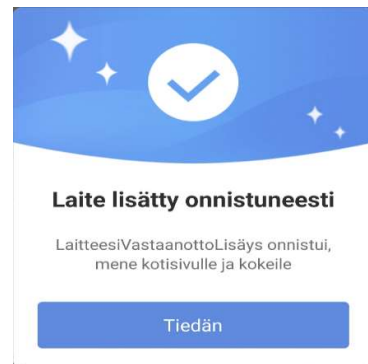 Laite lisätty onnistuneesti
LaitteesiVastaanottoLisäys onnistui,
mene kotisivulle ja kokeile
Tiedän